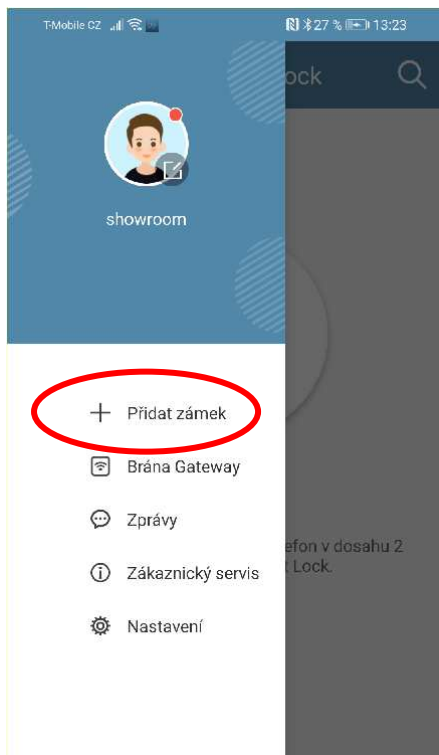 T-Mobile CZ 27 % 13:23
ock
showroom
Přidat zámek
Brána Gateway
Zprávy
efon v dosahu 2
Lock.
Zákaznický servis
Nastavení